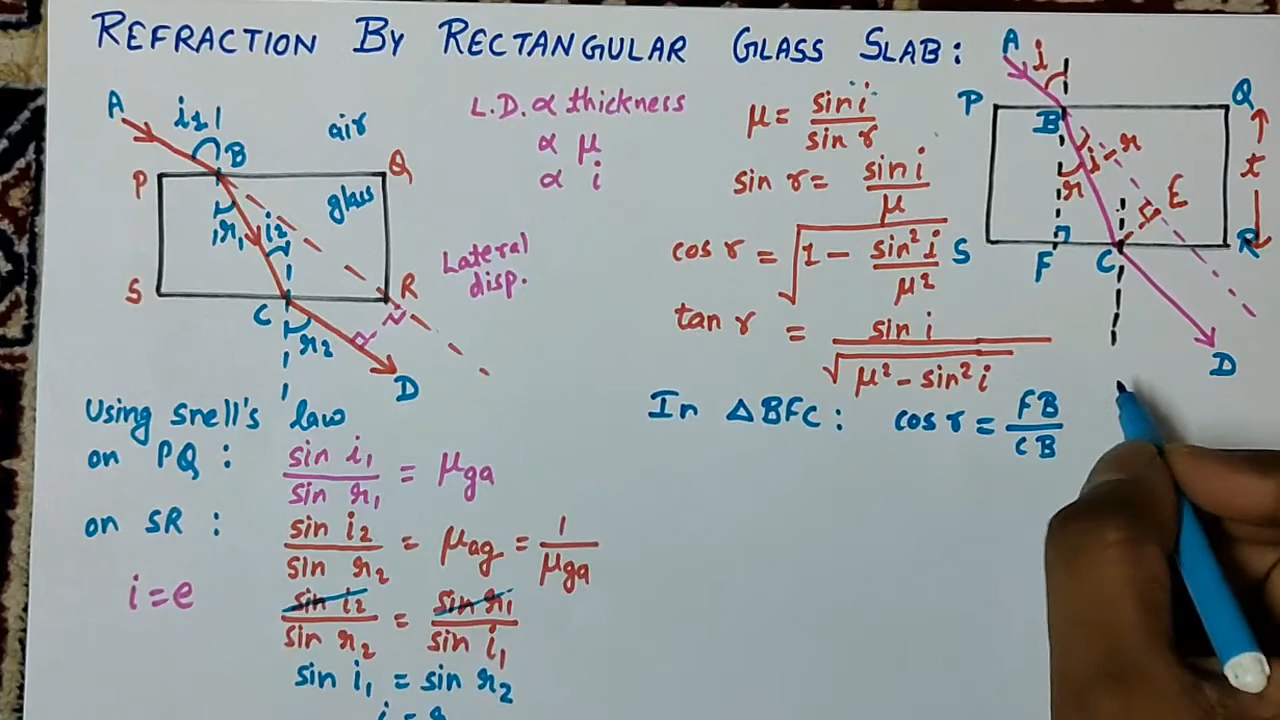 REFRACTION BY RECTANGULAR GLASS SLAB:
A
i₁
B
air
P
Q
glass
r₁
i₂
S
R
C
r₂
D
Lateral
disp.
L.D. α thickness
α μ
α i
Using Snell's law
on PQ : sin i₁ / sin r₁ = μga
on SR : sin i₂ / sin r₂ = μag = 1 / μga
i = e
sin i₂ / sin r₂ = sin r₁ / sin i₁
sin i₁ = sin r₂
μ = sin i / sin r
sin r = sin i / μ
cos r = √(1 - sin² i / μ²)
tan r = sin i / √(μ² - sin² i)
In ΔBFC : cos r = FB / CB
A
i
P
B
Q
i-r
r
t
E
S
F
C
R
D